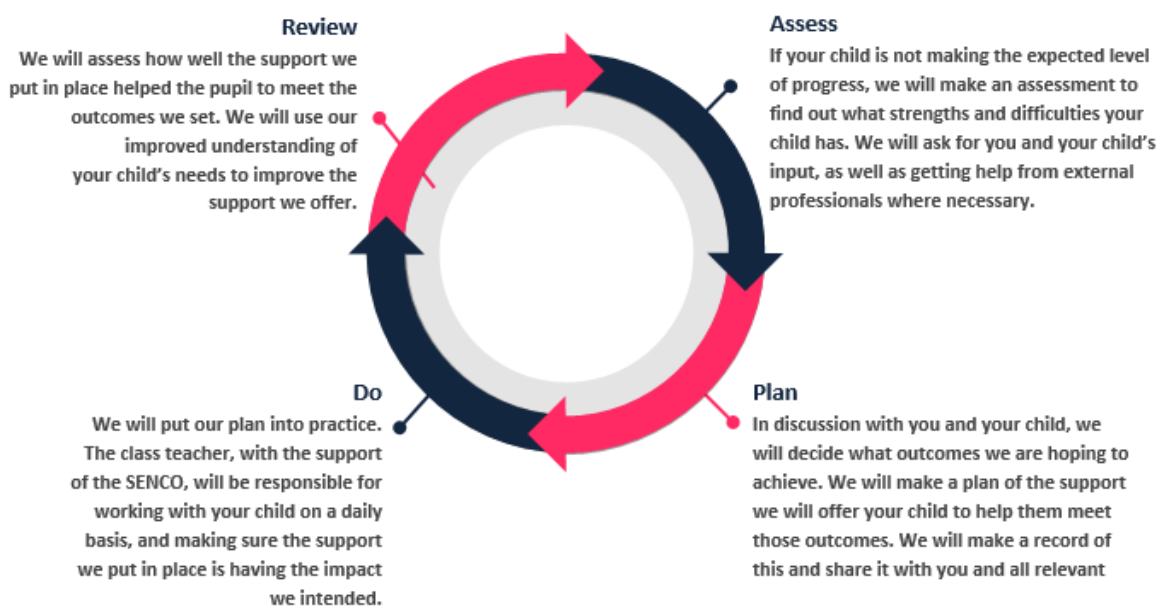 Review
We will assess how well the support we
put in place helped the pupil to meet the
outcomes we set. We will use our
improved understanding of
your child's needs to improve the
support we offer.
Assess
If your child is not making the expected level
of progress, we will make an assessment to
find out what strengths and difficulties your
child has. We will ask for you and your child's
input, as well as getting help from external
professionals where necessary.
Do
We will put our plan into practice.
The class teacher, with the support
of the SENCO, will be responsible for
working with your child on a daily
basis, and making sure the support
we put in place is having the impact
we intended.
Plan
In discussion with you and your child, we
will decide what outcomes we are hoping to
achieve. We will make a plan of the support
we will offer your child to help them meet
those outcomes. We will make a record of
this and share it with you and all relevant